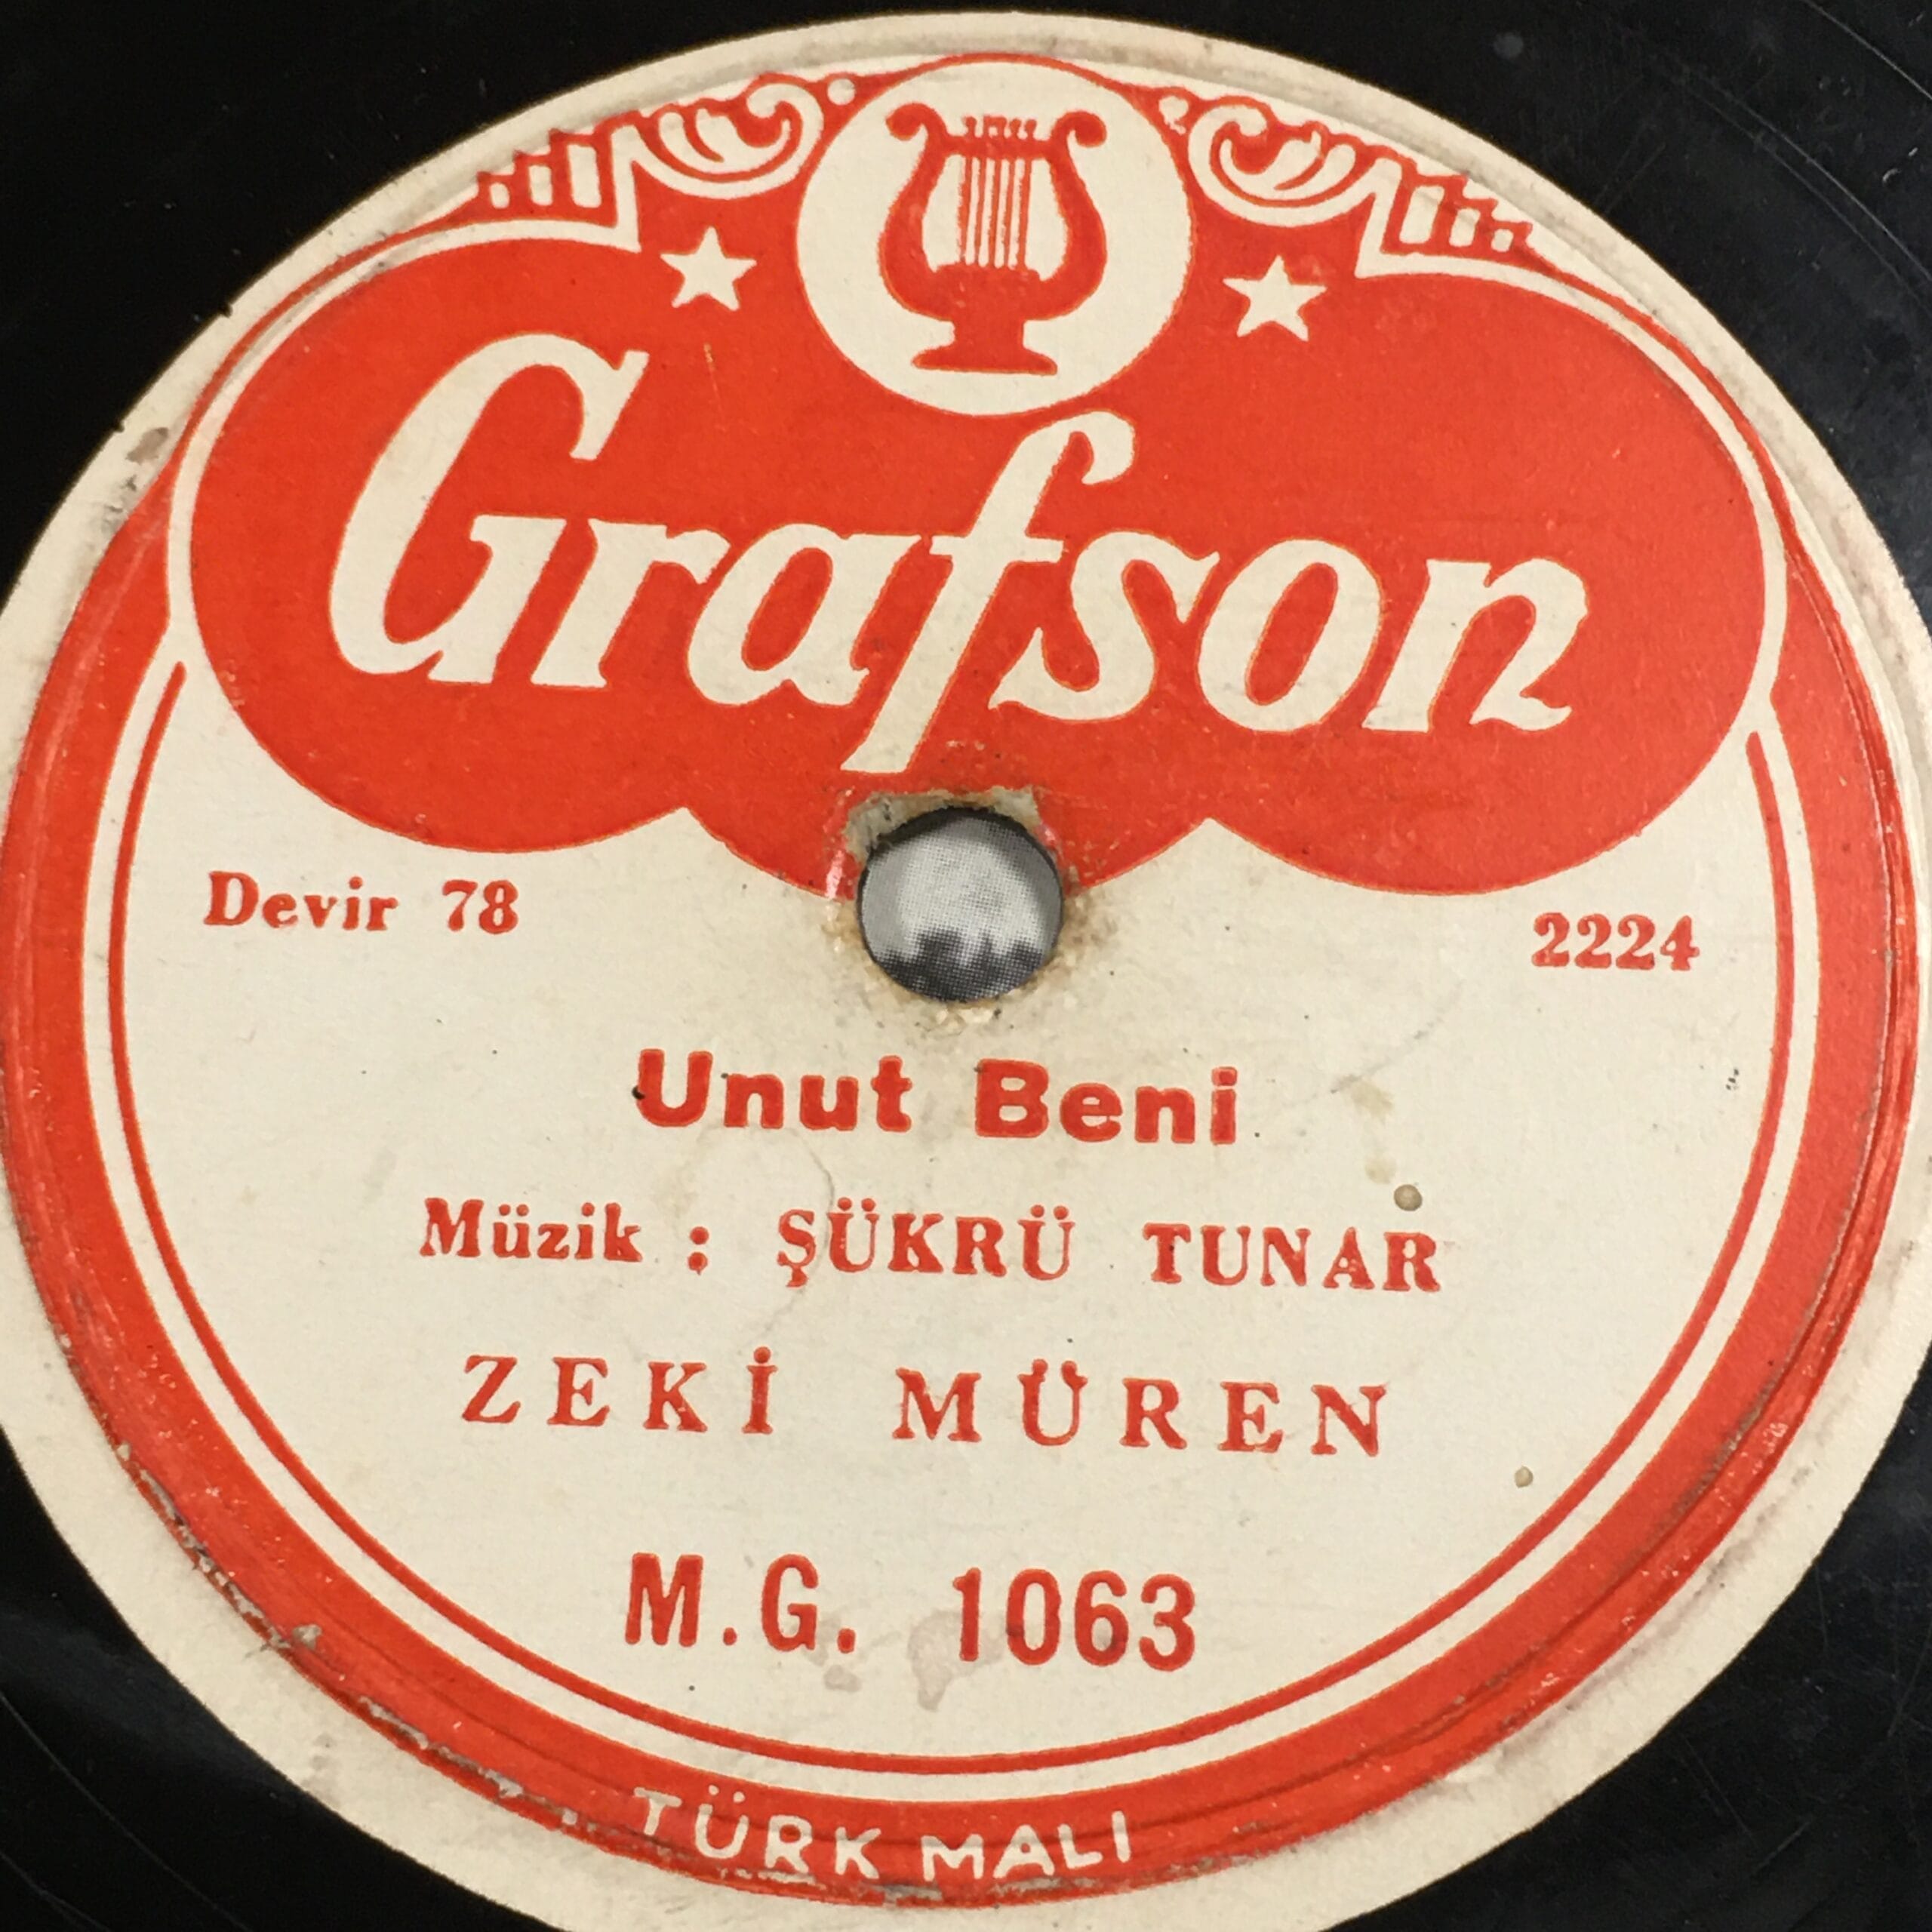 Grafson
Devir 78
2224
Unut Beni
Müzik : ŞÜKRÜ TUNAR
ZEKİ MÜREN
M.G. 1063
TÜRK MALI